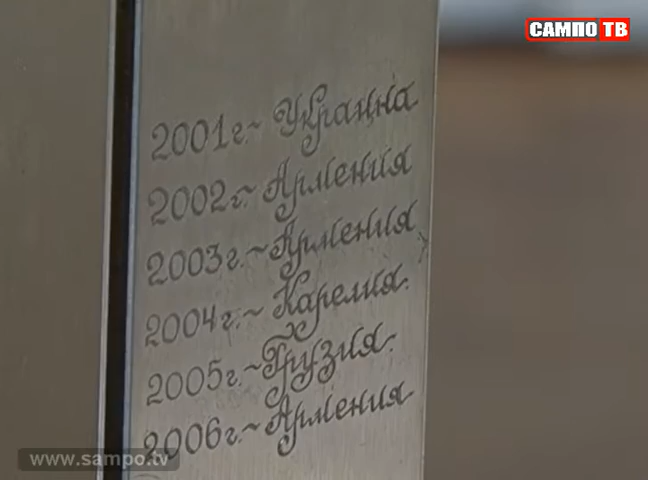 САМПО ТВ
2001г.~ Украина
2002г.~ Армения
2003г.~ Армения
2004г.~ Карелия.
2005г.~ Грузия.
2006г.~ Армения
www.sampo.tv